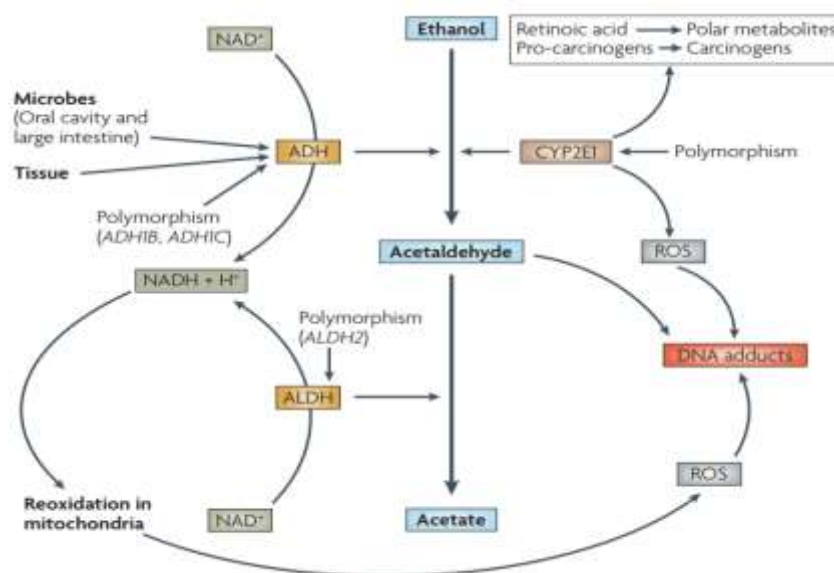 NAD⁺
Ethanol
Retinoic acid → Polar metabolites
Pro-carcinogens → Carcinogens
Microbes
(Oral cavity and
large intestine)
Tissue
ADH
CYP2E1
Polymorphism
Polymorphism
(ADH1B, ADH1C)
Acetaldehyde
ROS
NADH + H⁺
Polymorphism
(ALDH2)
DNA adducts
ALDH
ROS
Reoxidation in
mitochondria
NAD⁺
Acetate